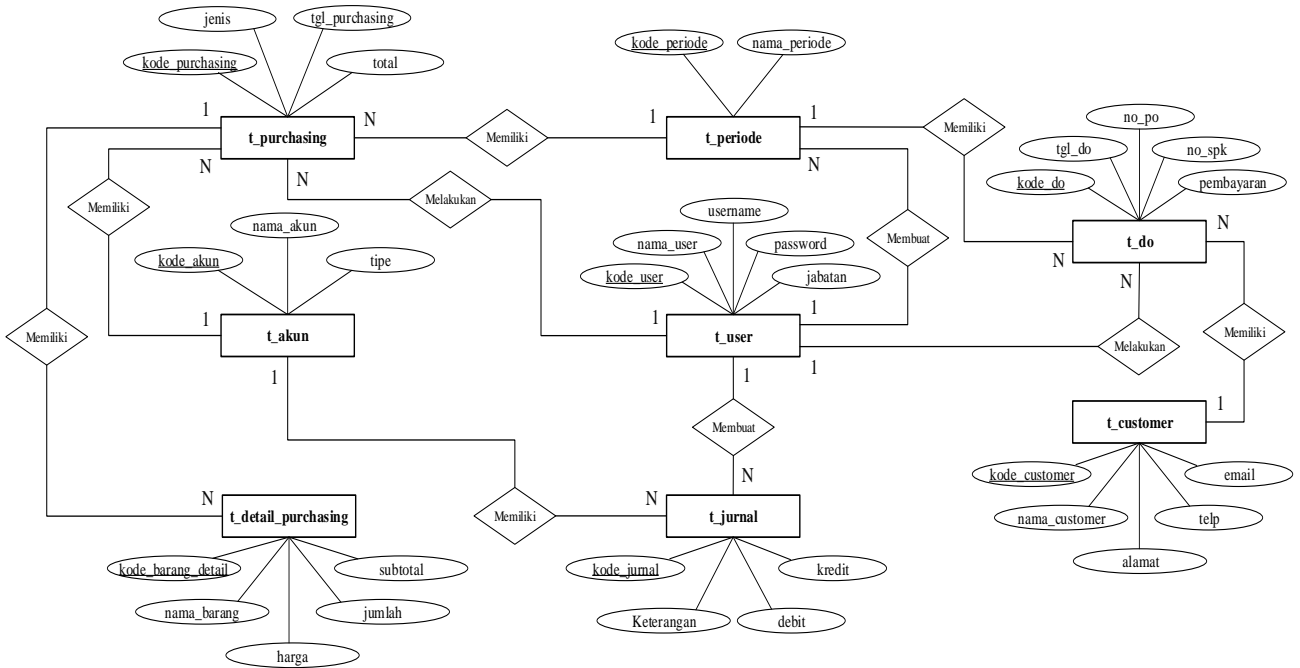 jenis
tgl_purchasing
kode_purchasing
total
kode_periode
nama_periode
1
t_purchasing
N
Memiliki
1
t_periode
1
Memiliki
no_po
tgl_do
no_spk
kode_do
pembayaran
N
N
Melakukan
N
Memiliki
nama_akun
kode_akun
tipe
username
nama_user
password
kode_user
jabatan
Membuat
t_do
N
N
N
Memiliki
1
t_akun
1
t_user
1
1
Melakukan
Memiliki
1
1
Membuat
1
t_customer
kode_customer
email
nama_customer
telp
alamat
N
t_detail_purchasing
Memiliki
N
N
t_jurnal
kode_barang_detail
subtotal
nama_barang
jumlah
harga
kode_jurnal
kredit
Keterangan
debit